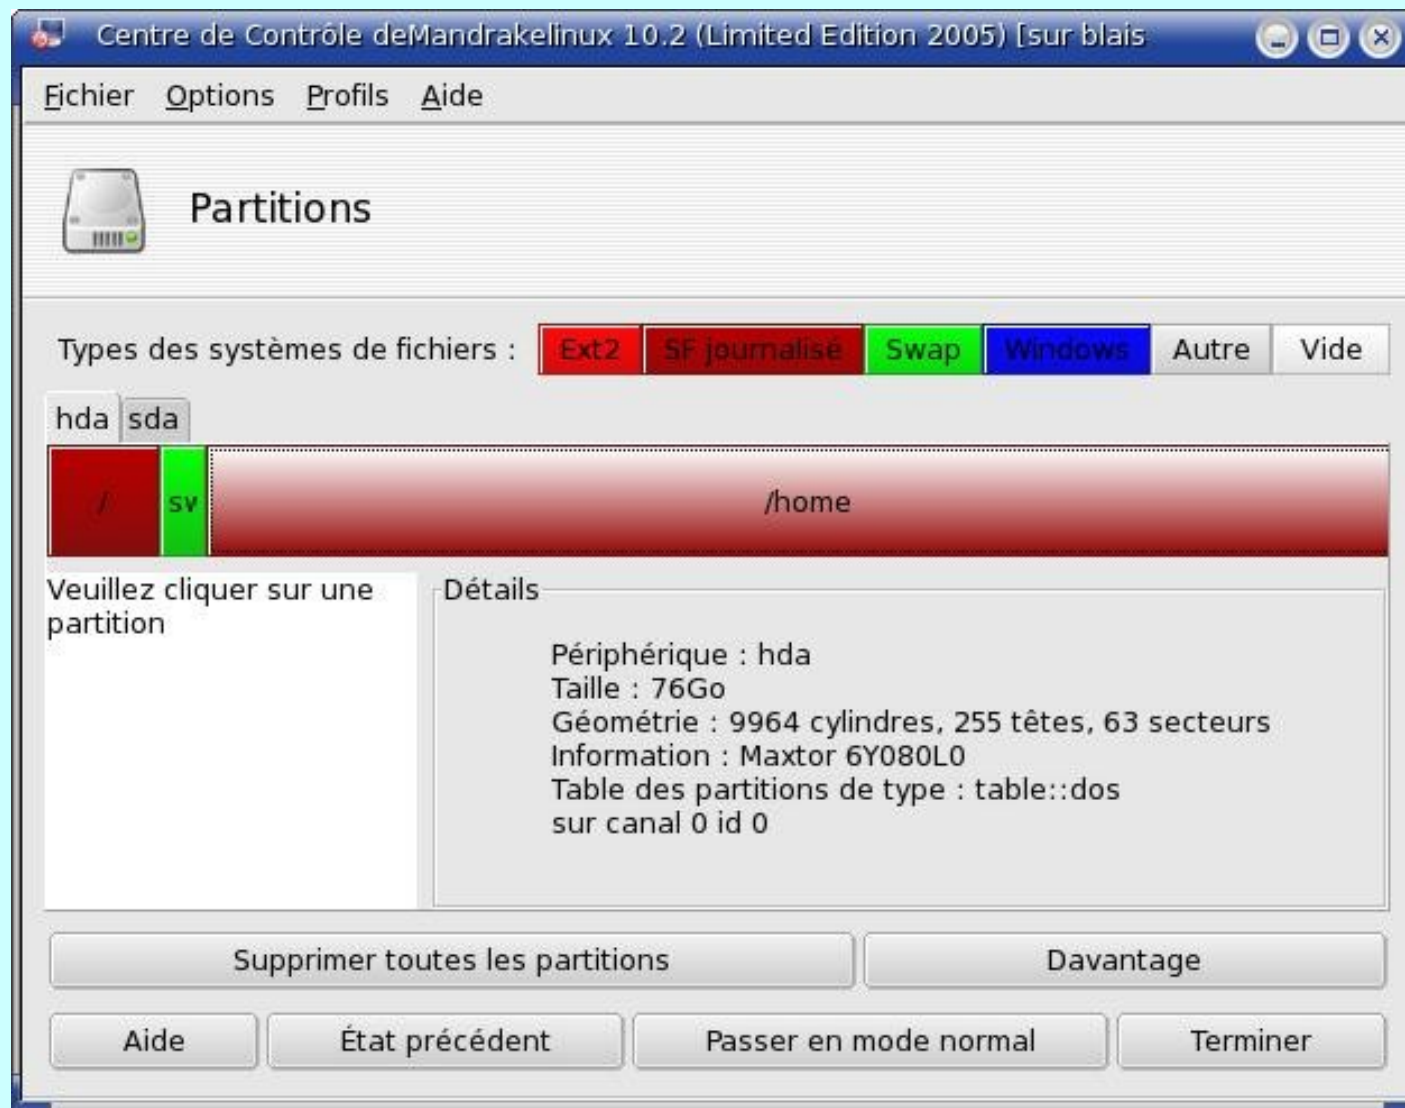 Centre de Contrôle deMandrakelinux 10.2 (Limited Edition 2005) [sur blais
Fichier Options Profils Aide
Partitions
Types des systèmes de fichiers : Ext2 SF journalisé Swap Windows Autre Vide
hda sda
/ sw /home
Veuillez cliquer sur une
partition
Détails
Périphérique : hda
Taille : 76Go
Géométrie : 9964 cylindres, 255 têtes, 63 secteurs
Information : Maxtor 6Y080L0
Table des partitions de type : table::dos
sur canal 0 id 0
Supprimer toutes les partitions Davantage
Aide État précédent Passer en mode normal Terminer